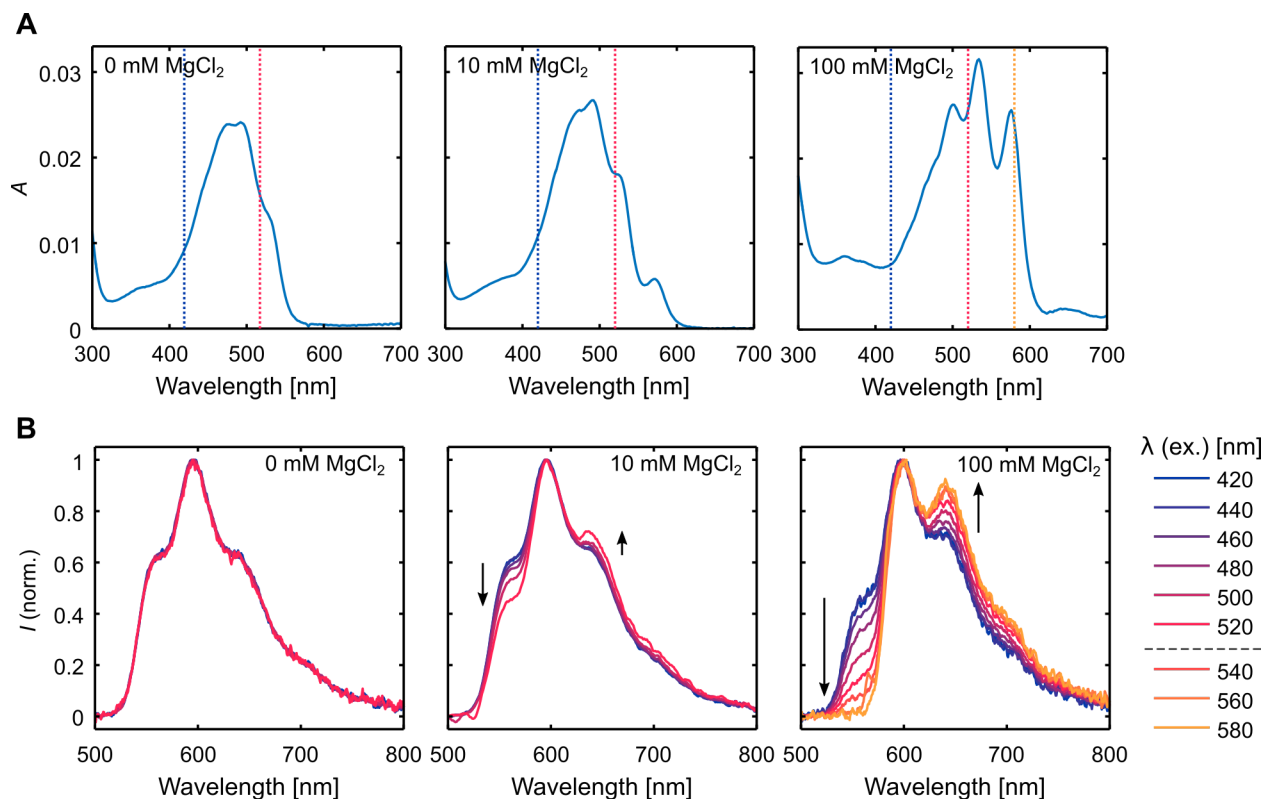 A
0 mM MgCl₂
10 mM MgCl₂
100 mM MgCl₂
A
0.03
0.02
0.01
0
300 400 500 600 700
300 400 500 600 700
300 400 500 600 700
Wavelength [nm]
Wavelength [nm]
Wavelength [nm]
B
0 mM MgCl₂
10 mM MgCl₂
100 mM MgCl₂
I (norm.)
1
0.8
0.6
0.4
0.2
0
500 600 700 800
500 600 700 800
500 600 700 800
Wavelength [nm]
Wavelength [nm]
Wavelength [nm]
λ (ex.) [nm]
420
440
460
480
500
520
540
560
580